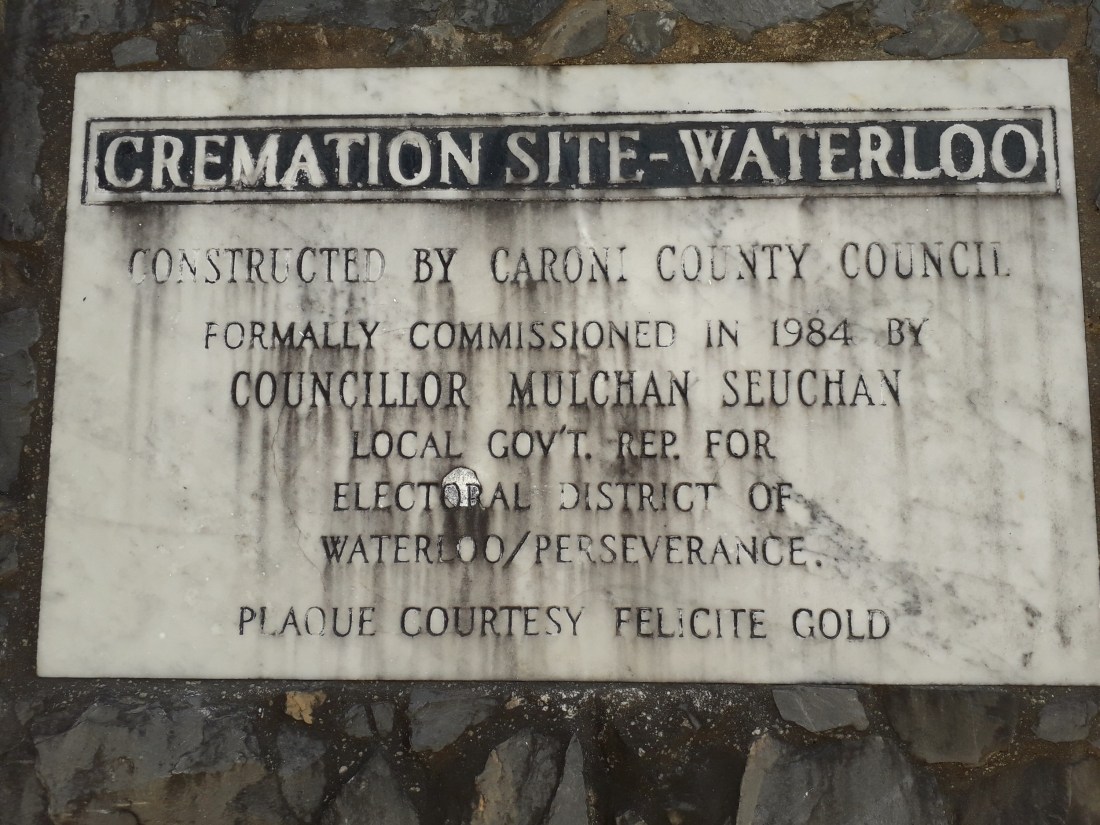 CREMATION SITE-WATERLOO
CONSTRUCTED BY CARONI COUNTY COUNCIL
FORMALLY COMMISSIONED IN 1984 BY
COUNCILLOR MULCHAN SEUCHAN
LOCAL GOV'T. REP. FOR
ELECTORAL DISTRICT OF
WATERLOO/PERSEVERANCE.
PLAQUE COURTESY FELICITE GOLD